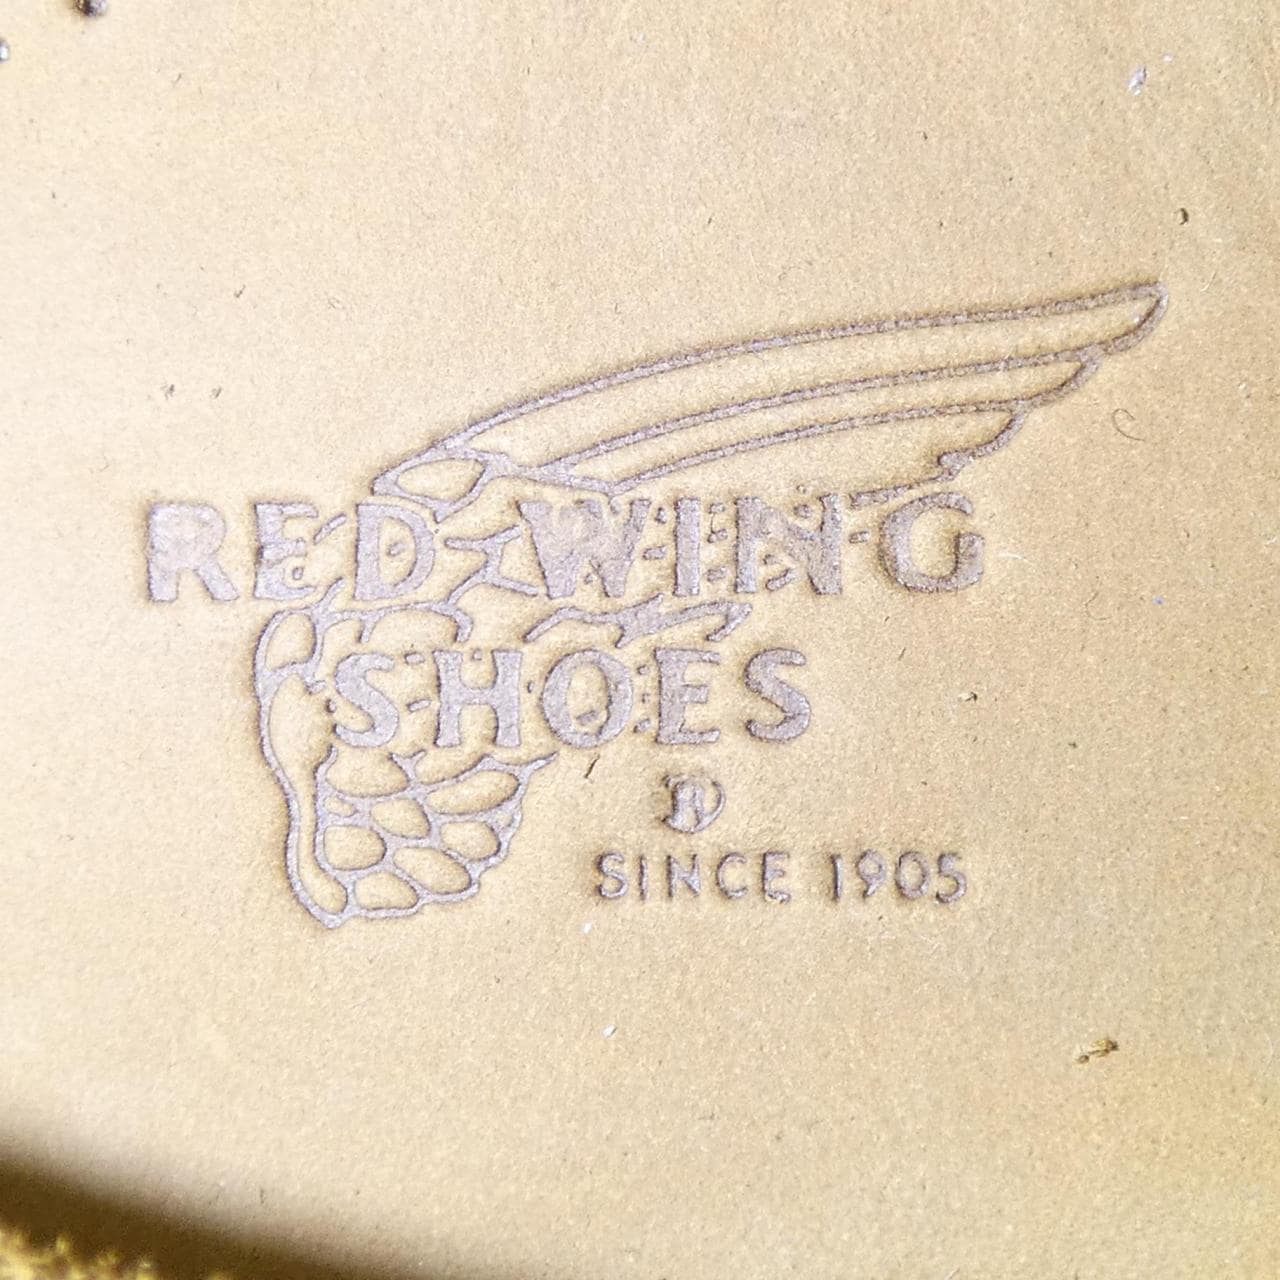 RED WING
SHOES
®
SINCE 1905